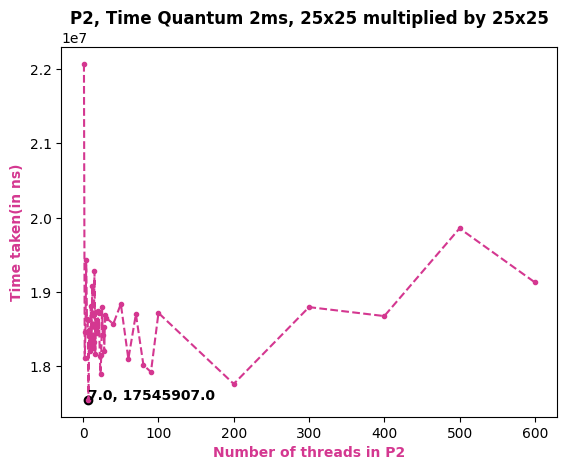 P2, Time Quantum 2ms, 25x25 multiplied by 25x25
1e7
2.2
2.1
2.0
1.9
1.8
Time taken(in ns)
7.0, 17545907.0
0 100 200 300 400 500 600
Number of threads in P2